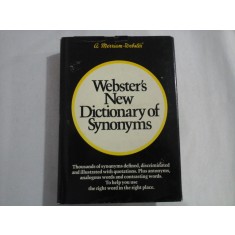 A Merriam-Webster
Webster's
New
Dictionary of
Synonyms
Thousands of synonyms defined, discriminated
and illustrated with quotations. Plus antonyms,
analogous words and contrasting words.
To help you use
the right word in the right place.